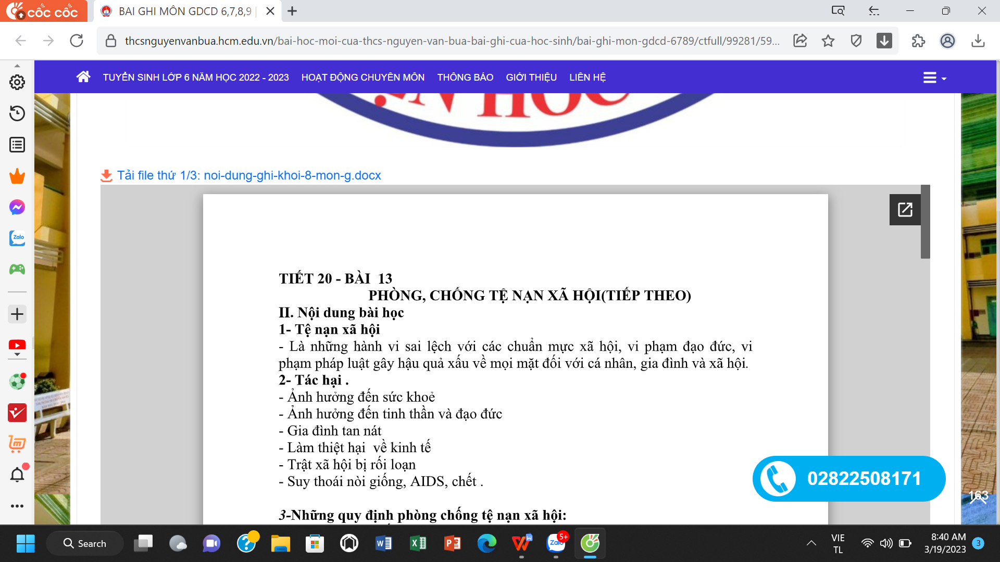 cốc cốc
BAI GHI MÔN GDCD 6,7,8,9 |
thcsnguyenvanbua.hcm.edu.vn/bai-hoc-moi-cua-thcs-nguyen-van-bua-bai-ghi-cua-hoc-sinh/bai-ghi-mon-gdcd-6789/ctfull/99281/59...
TUYỂN SINH LỚP 6 NĂM HỌC 2022 - 2023 HOẠT ĐỘNG CHUYÊN MÔN THÔNG BÁO GIỚI THIỆU LIÊN HỆ
Tải file thứ 1/3: noi-dung-ghi-khoi-8-mon-g.docx
TIẾT 20 - BÀI 13
PHÒNG, CHỐNG TỆ NẠN XÃ HỘI(TIẾP THEO)
II. Nội dung bài học
1- Tệ nạn xã hội
- Là những hành vi sai lệch với các chuẩn mực xã hội, vi phạm đạo đức, vi
phạm pháp luật gây hậu quả xấu về mọi mặt đối với cá nhân, gia đình và xã hội.
2- Tác hại .
- Ảnh hưởng đến sức khoẻ
- Ảnh hưởng đến tinh thần và đạo đức
- Gia đình tan nát
- Làm thiệt hại về kinh tế
- Trật xã hội bị rối loạn
- Suy thoái nòi giống, AIDS, chết .
3-Những quy định phòng chống tệ nạn xã hội:
02822508171
163
Zalo
Search
Zalo
5+
VIE
TL
8:40 AM
3/19/2023
3